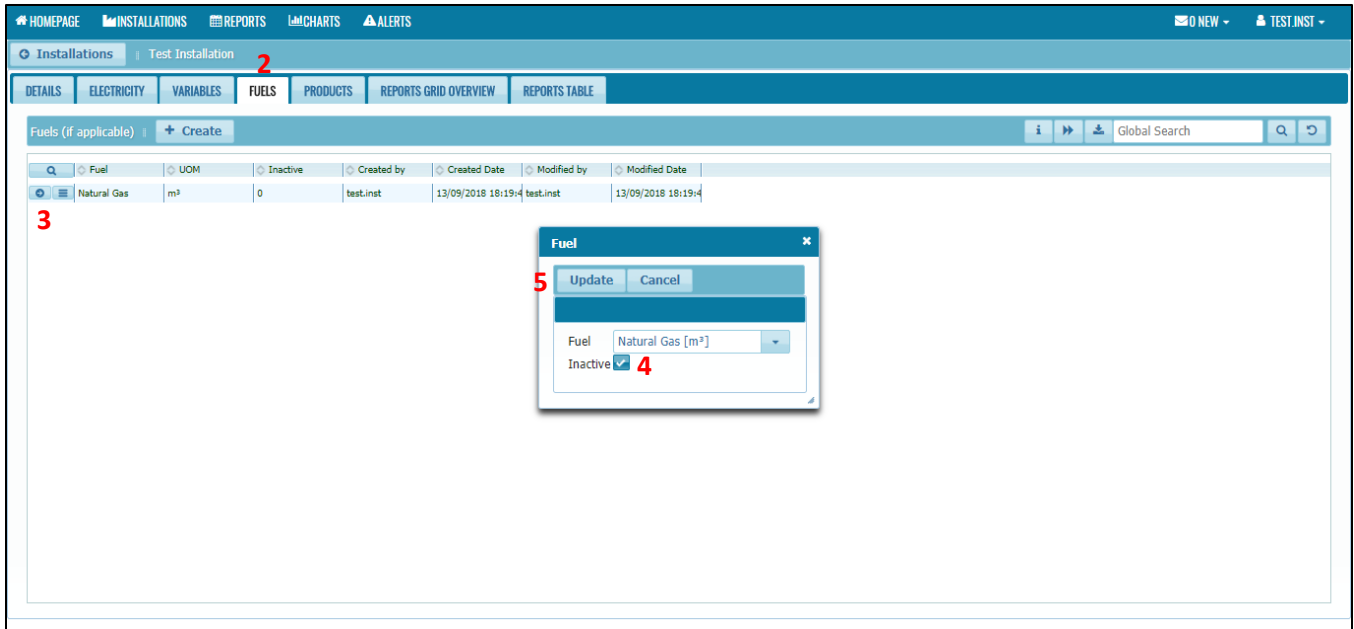 HOMEPAGE INSTALLATIONS REPORTS CHARTS ALERTS 0 NEW TEST.INST
Installations || Test Installation
2
DETAILS ELECTRICITY VARIABLES FUELS PRODUCTS REPORTS GRID OVERVIEW REPORTS TABLE
Fuels (if applicable) || + Create i Global Search
Fuel UOM Inactive Created by Created Date Modified by Modified Date
Natural Gas m³ 0 test.inst 13/09/2018 18:19:4 test.inst 13/09/2018 18:19:4
3
Fuel ×
5 Update Cancel
Fuel Natural Gas [m³]
Inactive 4